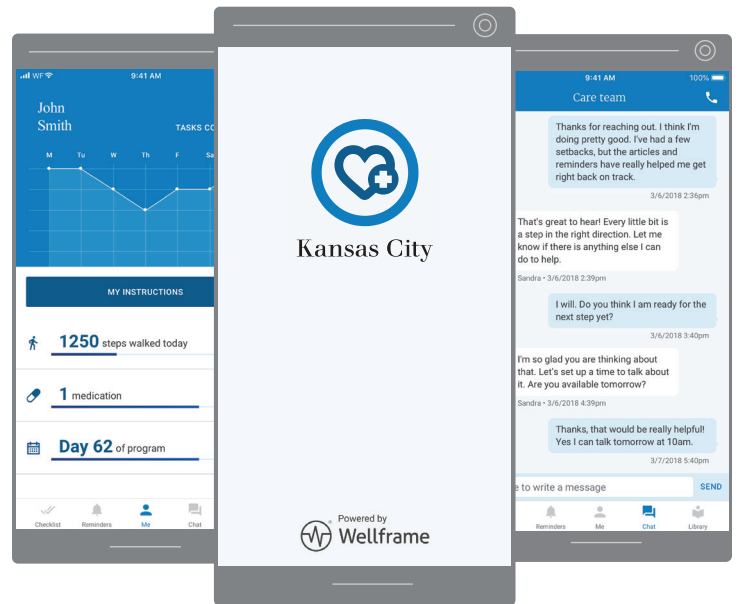 WF
9:41 AM
John
Smith
TASKS CO
M Tu W Th F Sa
MY INSTRUCTIONS
1250 steps walked today
1 medication
Day 62 of program
Checklist Reminders Me Chat
Kansas City
Powered by
Wellframe
9:41 AM 100%
Care team
Thanks for reaching out. I think I'm
doing pretty good. I've had a few
setbacks, but the articles and
reminders have really helped me get
right back on track.
3/6/2018 2:36pm
That's great to hear! Every little bit is
a step in the right direction. Let me
know if there is anything else I can
do to help.
Sandra • 3/6/2018 2:39pm
I will. Do you think I am ready for the
next step yet?
3/6/2018 3:40pm
I'm so glad you are thinking about
that. Let's set up a time to talk about
it. Are you available tomorrow?
Sandra • 3/6/2018 4:39pm
Thanks, that would be really helpful!
Yes I can talk tomorrow at 10am.
3/7/2018 5:40pm
e to write a message SEND
Reminders Me Chat Library